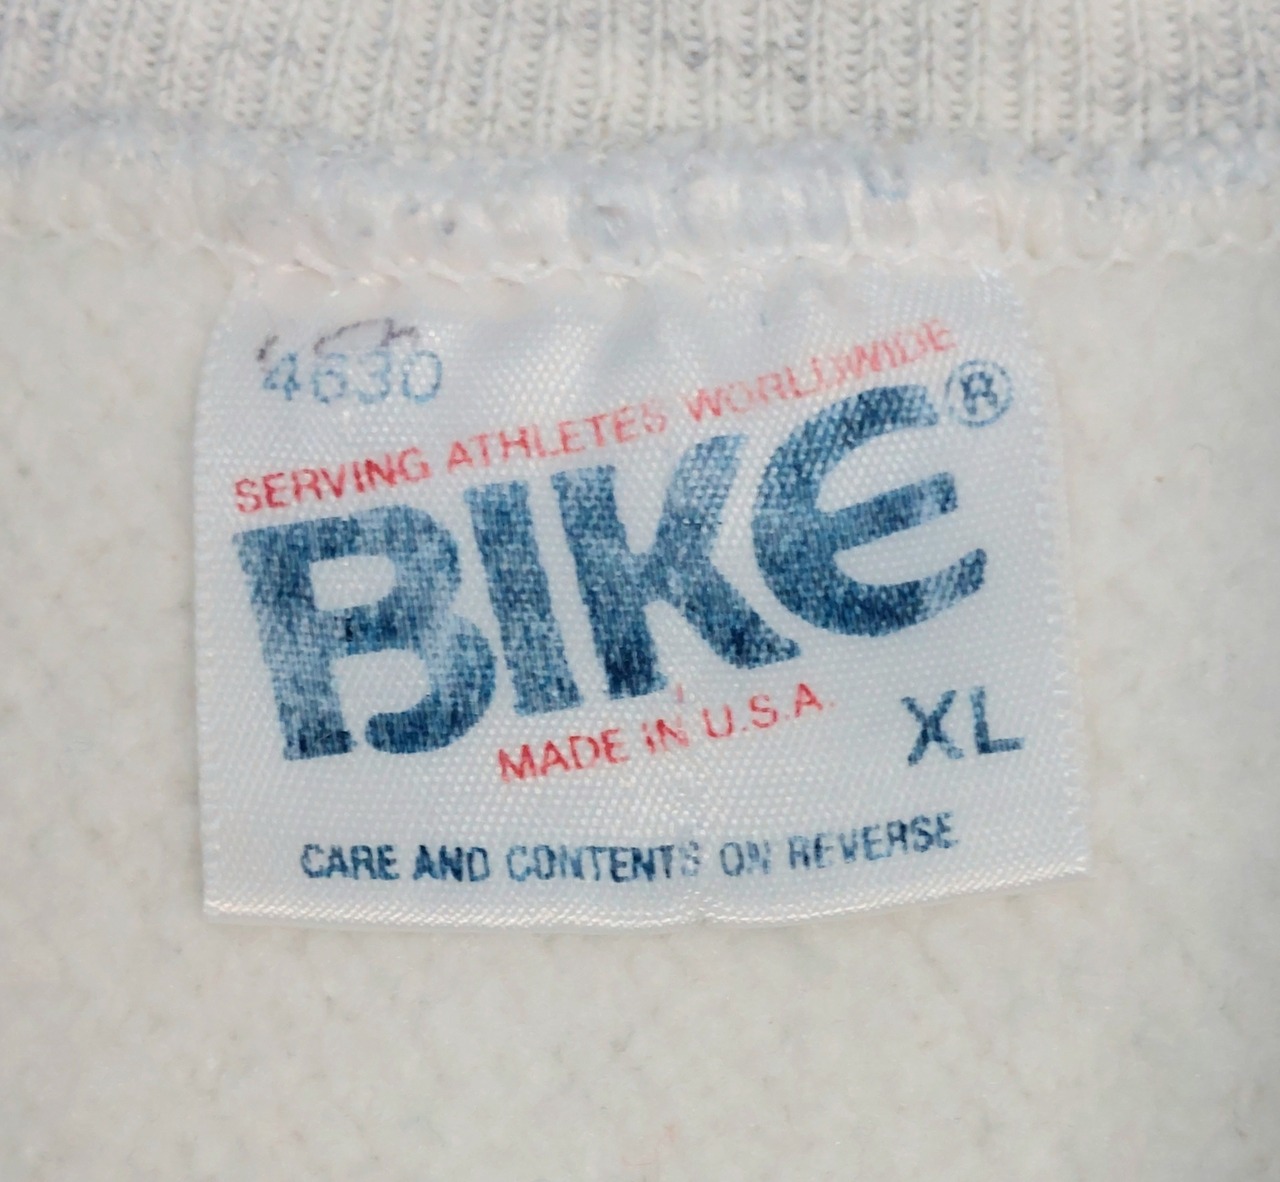 4630
SERVING ATHLETES WORLDWIDE
BIKE®
MADE IN U.S.A.
XL
CARE AND CONTENTS ON REVERSE